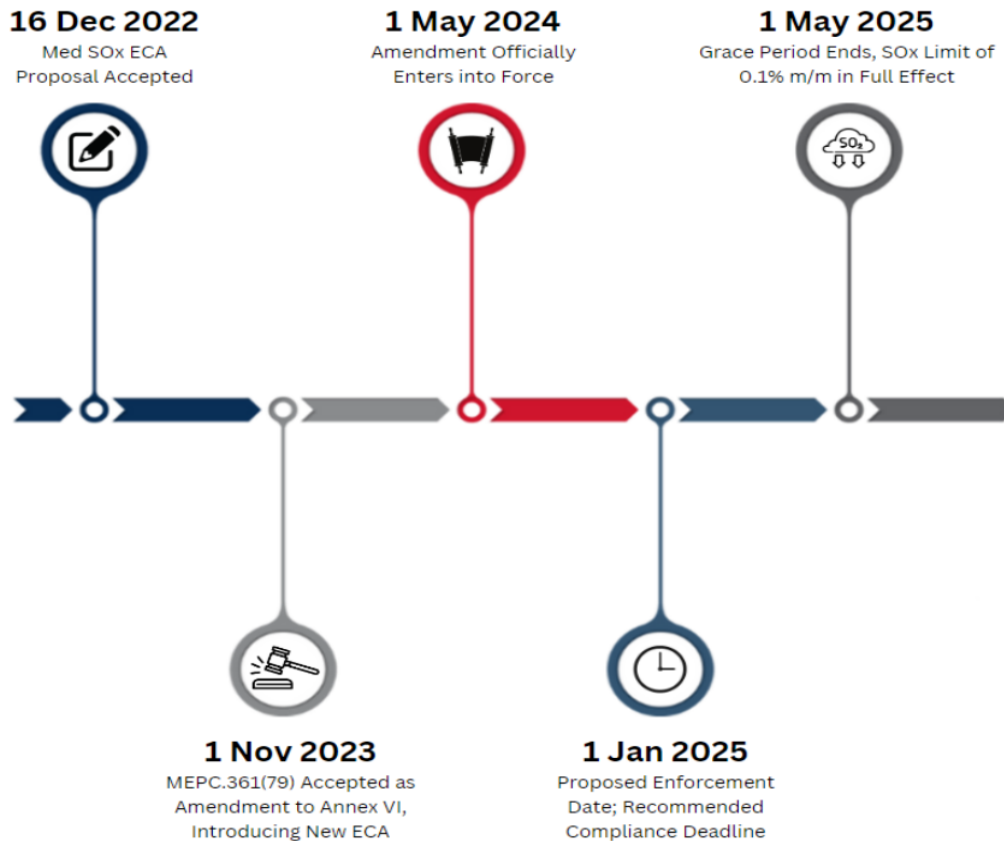 16 Dec 2022
Med SOx ECA
Proposal Accepted
1 May 2024
Amendment Officially
Enters into Force
1 May 2025
Grace Period Ends, SOx Limit of
0.1% m/m in Full Effect
SO₂
1 Nov 2023
MEPC.361(79) Accepted as
Amendment to Annex VI,
Introducing New ECA
1 Jan 2025
Proposed Enforcement
Date; Recommended
Compliance Deadline